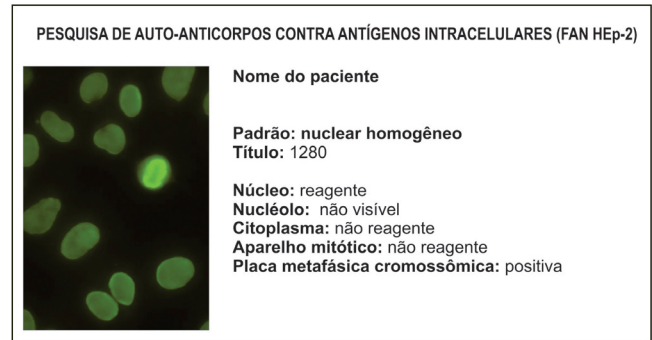 PESQUISA DE AUTO-ANTICORPOS CONTRA ANTÍGENOS INTRACELULARES (FAN HEp-2)
Nome do paciente
Padrão: nuclear homogêneo
Título: 1280
Núcleo: reagente
Nucléolo: não visível
Citoplasma: não reagente
Aparelho mitótico: não reagente
Placa metafásica cromossômica: positiva